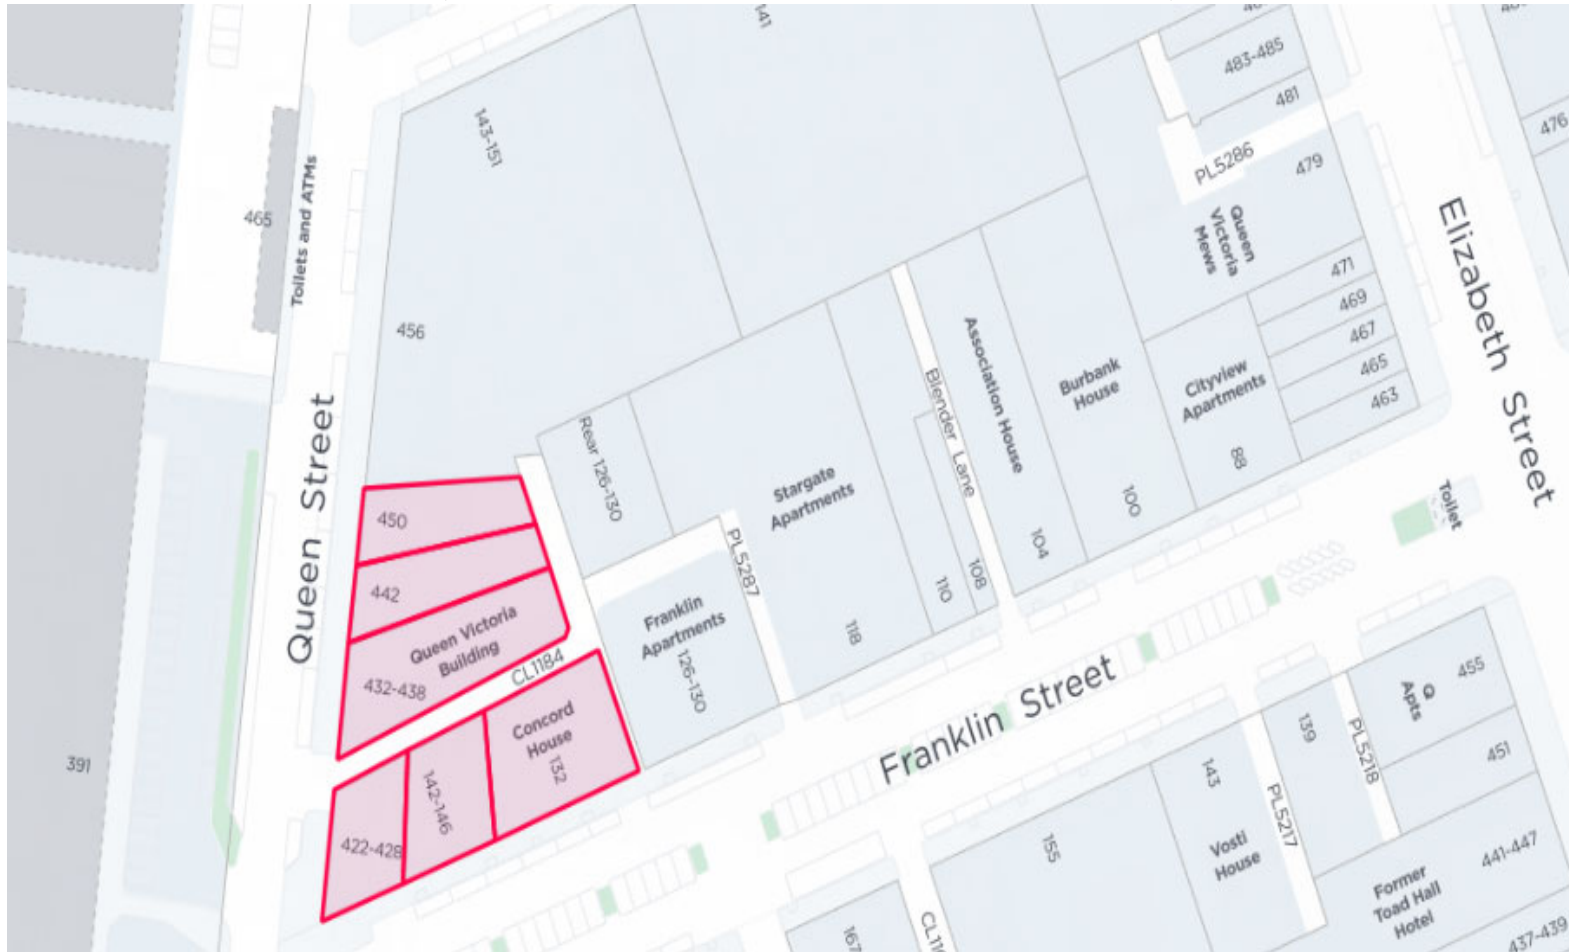 141
483-485
481
476
143-151
PL5286
479
465
Toilets and ATMs
Queen
Victoria
Mews
Elizabeth Street
471
469
467
465
463
456
Association House
Burbank
House
Cityview
Apartments
88
Blender Lane
Queen Street
Rear 126-130
Stargate
Apartments
100
104
Toilet
450
442
PL5287
108
110
118
Queen Victoria
Building
432-438
CL1184
Franklin
Apartments
126-130
Franklin Street
Concord
House
132
142-146
422-428
391
455
Q
Apts
451
139
PL5218
143
PL5217
Vosti
House
155
441-447
Former
Toad Hall
Hotel
437-439
167